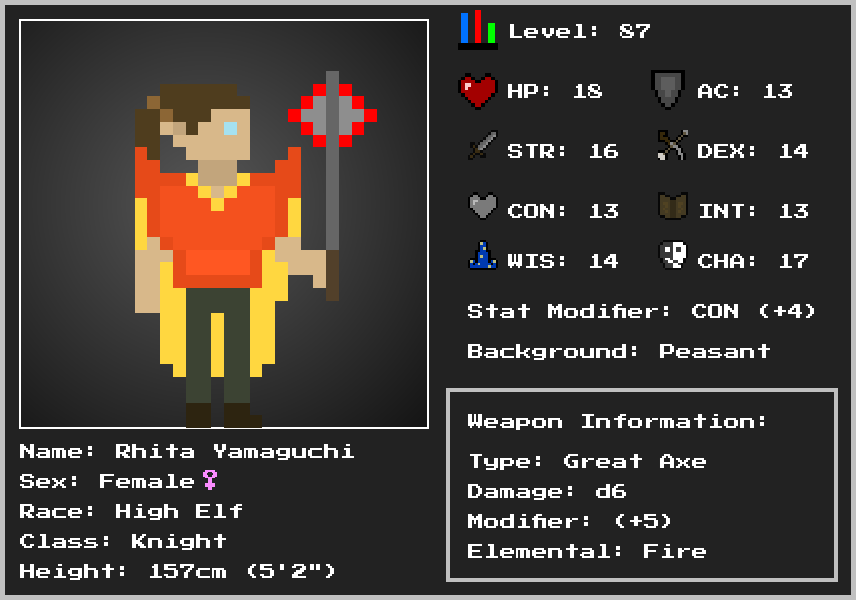 Level: 87
HP: 18 AC: 13
STR: 16 DEX: 14
CON: 13 INT: 13
WIS: 14 CHA: 17
Stat Modifier: CON (+4)
Background: Peasant
Weapon Information:
Type: Great Axe
Damage: d6
Modifier: (+5)
Elemental: Fire
Name: Rhita Yamaguchi
Sex: Female♀
Race: High Elf
Class: Knight
Height: 157cm (5'2")